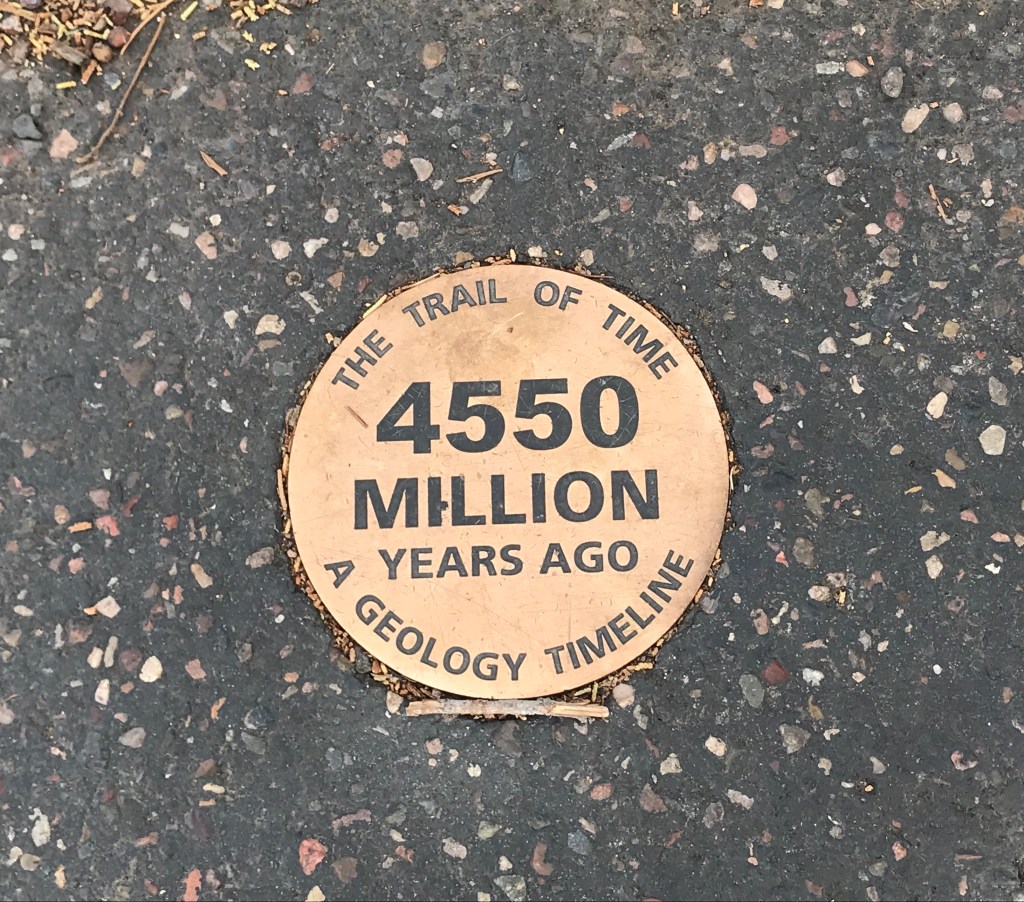 THE TRAIL OF TIME
4550
MILLION
YEARS AGO
A GEOLOGY TIMELINE